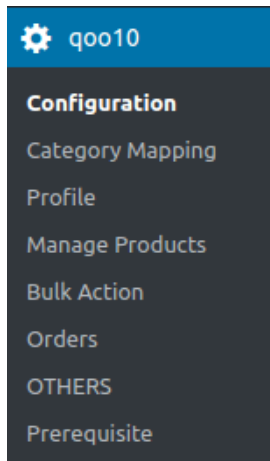 qoo10
Configuration
Category Mapping
Profile
Manage Products
Bulk Action
Orders
OTHERS
Prerequisite